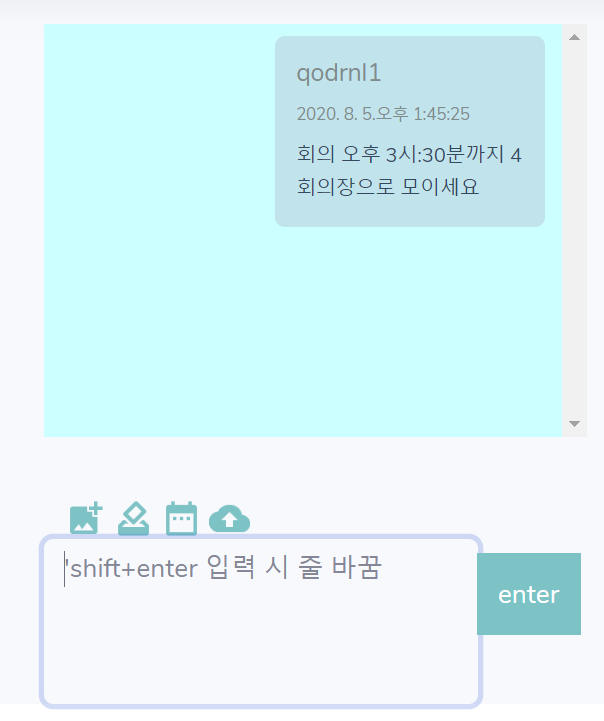 qodrnl1
2020. 8. 5.오후 1:45:25
회의 오후 3시:30분까지 4
회의장으로 모이세요
'shift+enter 입력 시 줄 바꿈
enter